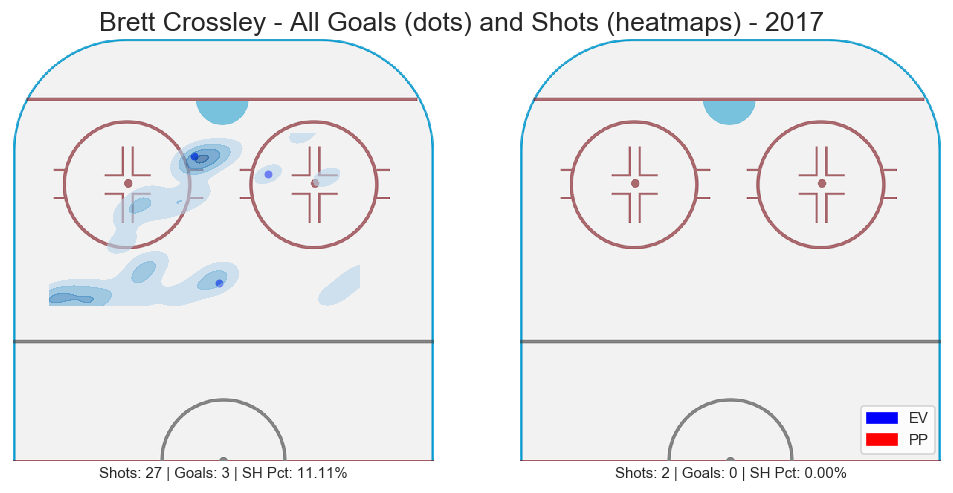 Brett Crossley - All Goals (dots) and Shots (heatmaps) - 2017
EV
PP
Shots: 27 | Goals: 3 | SH Pct: 11.11%
Shots: 2 | Goals: 0 | SH Pct: 0.00%